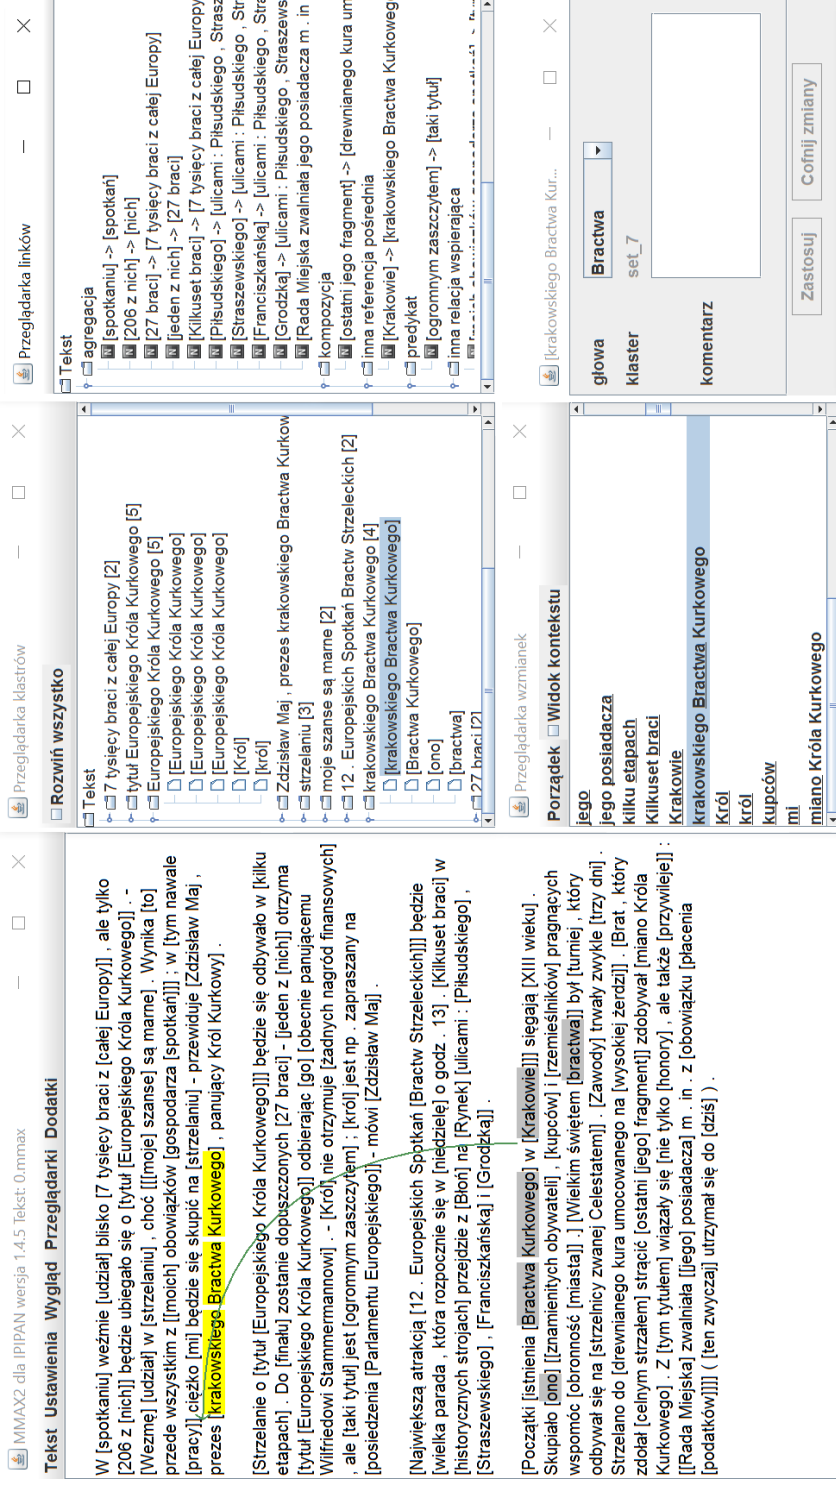 MMAX2 dla IPIPAN wersja 1.4.5 Tekst: 0.mmax
Tekst Ustawienia Wygląd Przeglądarki Dodatki
W [spotkaniu] weźmie [udział] blisko [7 tysięcy braci z [całej Europy]] , ale tylko
[206 z [nich]] będzie ubiegało się o [tytuł [Europejskiego Króla Kurkowego]] . -
[Wezmę] [udział] w [strzelaniu] , choć [[[moje] szanse] są marne] . Wynika [to]
przede wszystkim z [[moich] obowiązków [gospodarza [spotkań]]] ; w [tym nawale
[pracy]] ciężko [mi] będzie się skupić na [strzelaniu] - przewiduje [Zdzisław Maj ,
prezes [krakowskiego Bractwa Kurkowego] , panujący Król Kurkowy] .
[Strzelanie o [tytuł [Europejskiego Króla Kurkowego]]] będzie się odbywało w [kilku
etapach] . Do [finału] zostanie dopuszczonych [27 braci] - [jeden z [nich]] otrzyma
[tytuł [Europejskiego Króla Kurkowego]] odbierając [go] [obecnie panującemu
Wilfriedowi Stammermannowi] . - [Król] nie otrzymuje [żadnych nagród finansowych]
, ale [taki tytuł] jest [ogromnym zaszczytem] ; [król] jest np . zapraszany na
[posiedzenia [Parlamentu Europejskiego]] - mówi [Zdzisław Maj] .
[Największą atrakcją [12 . Europejskich Spotkań [Bractw Strzeleckich]]] będzie
[wielka parada , która rozpocznie się w [niedzielę] o godz . 13] . [Kilkuset braci] w
[historycznych strojach] przejdzie z [Błoń] na [Rynek] [ulicami : [Piłsudskiego] ,
[Straszewskiego] , [Franciszkańską] i [Grodzką]] .
[Początki [istnienia [Bractwa Kurkowego] w [Krakowie]]] sięgają [XIII wieku] .
Skupiało [ono] [[znamienitych obywateli] , [kupców] i [rzemieślników] pragnących
wspomóc [obronność [miasta]] .] [Wielkim świętem [bractwa]] był [turniej , który
odbywał się na [strzelnicy zwanej Celestatem]] . [Zawody] trwały zwykle [trzy dni] .
Strzelano do [drewnianego kura umocowanego na [wysokiej żerdzi]] . [Brat , który
zdołał [celnym strzałem] strącić [ostatni [jego] fragment]] zdobywał [miano Króla
Kurkowego] . Z [tym tytułem] wiązały się [nie tylko [honory] , ale także [przywileje]] :
[[Rada Miejska] zwalniała [[jego] posiadacza] m . in . z [obowiązku [płacenia
[podatków]]]] ( [ten zwyczaj] utrzymał się do [dziś] ) .
Przeglądarka klastrów
Rozwiń wszystko
Tekst
7 tysięcy braci z całej Europy [2]
tytuł Europejskiego Króla Kurkowego [5]
Europejskiego Króla Kurkowego [5]
[Europejskiego Króla Kurkowego]
[Europejskiego Króla Kurkowego]
[Europejskiego Króla Kurkowego]
[Król]
[król]
Zdzisław Maj , prezes krakowskiego Bractwa Kurkow
strzelaniu [3]
moje szanse są marne [2]
12 . Europejskich Spotkań Bractw Strzeleckich [2]
krakowskiego Bractwa Kurkowego [4]
[krakowskiego Bractwa Kurkowego]
[Bractwa Kurkowego]
[ono]
[bractwa]
27 braci [2]
Przeglądarka wzmianek
Porządek Widok kontekstu
jego
jego posiadacza
kilku etapach
Kilkuset braci
Krakowie
krakowskiego Bractwa Kurkowego
Król
król
kupców
mi
miano Króla Kurkowego
Przeglądarka linków
Tekst
agregacja
[spotkaniu] -> [spotkań]
[206 z nich] -> [nich]
[27 braci] -> [7 tysięcy braci z całej Europy]
[jeden z nich] -> [27 braci]
[Kilkuset braci] -> [7 tysięcy braci z całej Europy
[Piłsudskiego] -> [ulicami : Piłsudskiego , Strasz
[Straszewskiego] -> [ulicami : Piłsudskiego , Str
[Franciszkańską] -> [ulicami : Piłsudskiego , Stra
[Grodzką] -> [ulicami : Piłsudskiego , Straszews
[Rada Miejska zwalniała jego posiadacza m . in
kompozycja
[ostatni jego fragment] -> [drewnianego kura um
inna referencja pośrednia
[Krakowie] -> [krakowskiego Bractwa Kurkoweg
predykat
[ogromnym zaszczytem] -> [taki tytuł]
inna relacja wspierająca
[krakowskiego Bractwa Kur...
głowa Bractwa
klaster set_7
komentarz
Zastosuj Cofnij zmiany